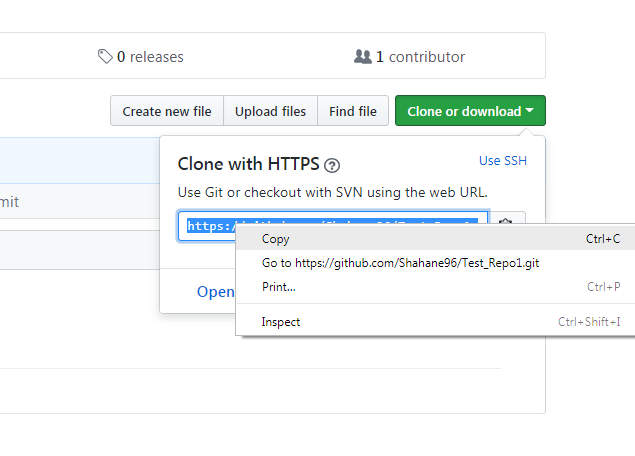 0 releases
1 contributor
Create new file
Upload files
Find file
Clone or download
Clone with HTTPS
Use SSH
Use Git or checkout with SVN using the web URL.
mit
https:/
Copy Ctrl+C
Go to https://github.com/Shahane96/Test_Repo1.git
Print... Ctrl+P
Open
Inspect Ctrl+Shift+I